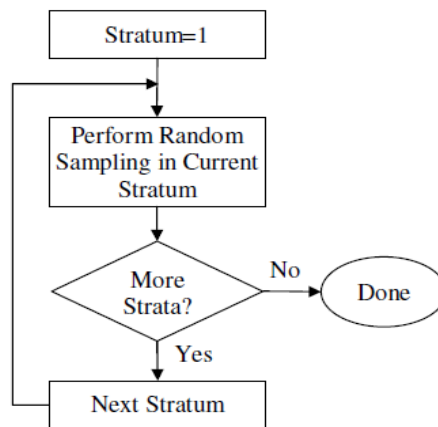 Stratum=1
Perform Random
Sampling in Current
Stratum
More
Strata?
No
Done
Yes
Next Stratum